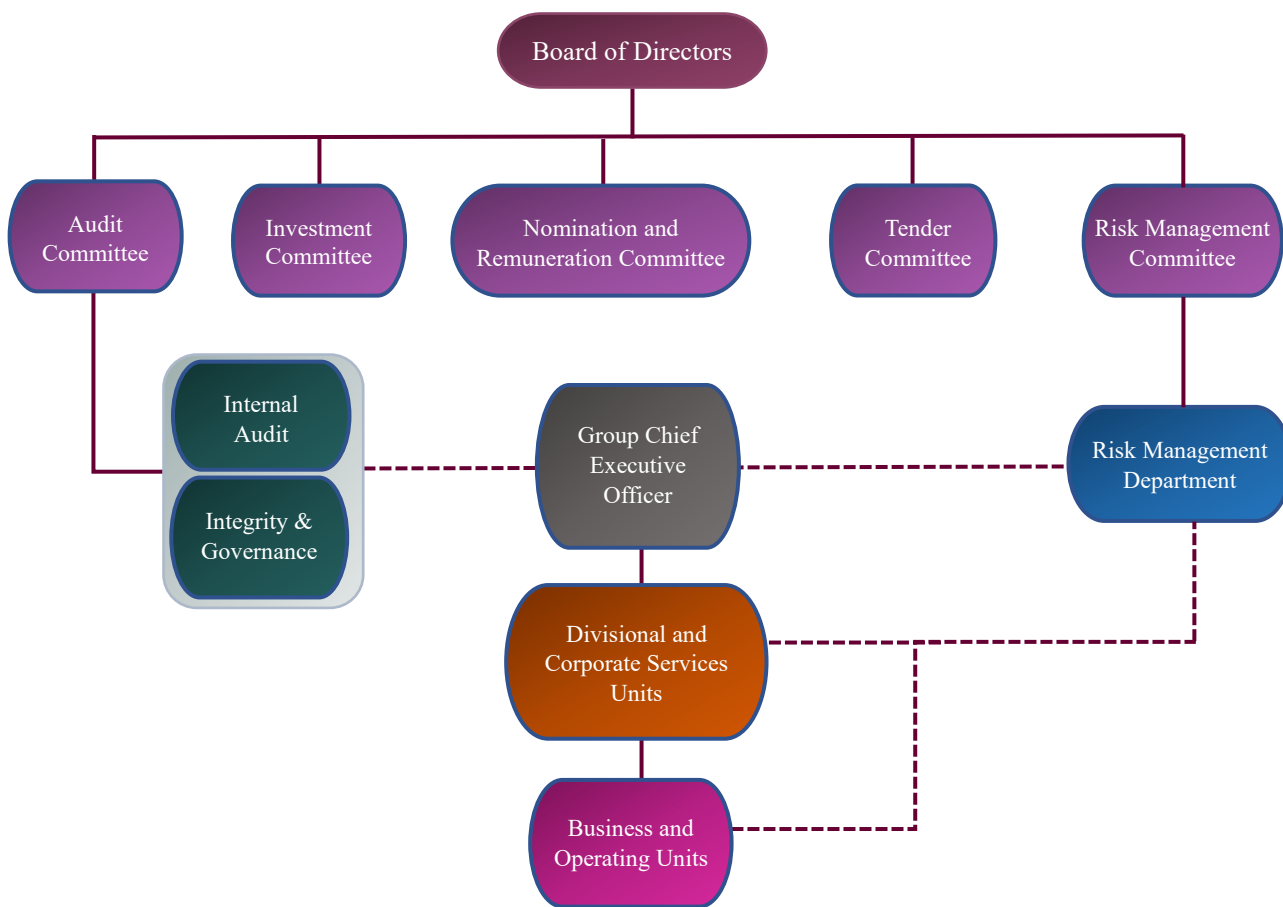 Board of Directors
Audit
Committee
Investment
Committee
Nomination and
Remuneration Committee
Tender
Committee
Risk Management
Committee
Internal
Audit
Integrity &
Governance
Group Chief
Executive
Officer
Risk Management
Department
Divisional and
Corporate Services
Units
Business and
Operating Units